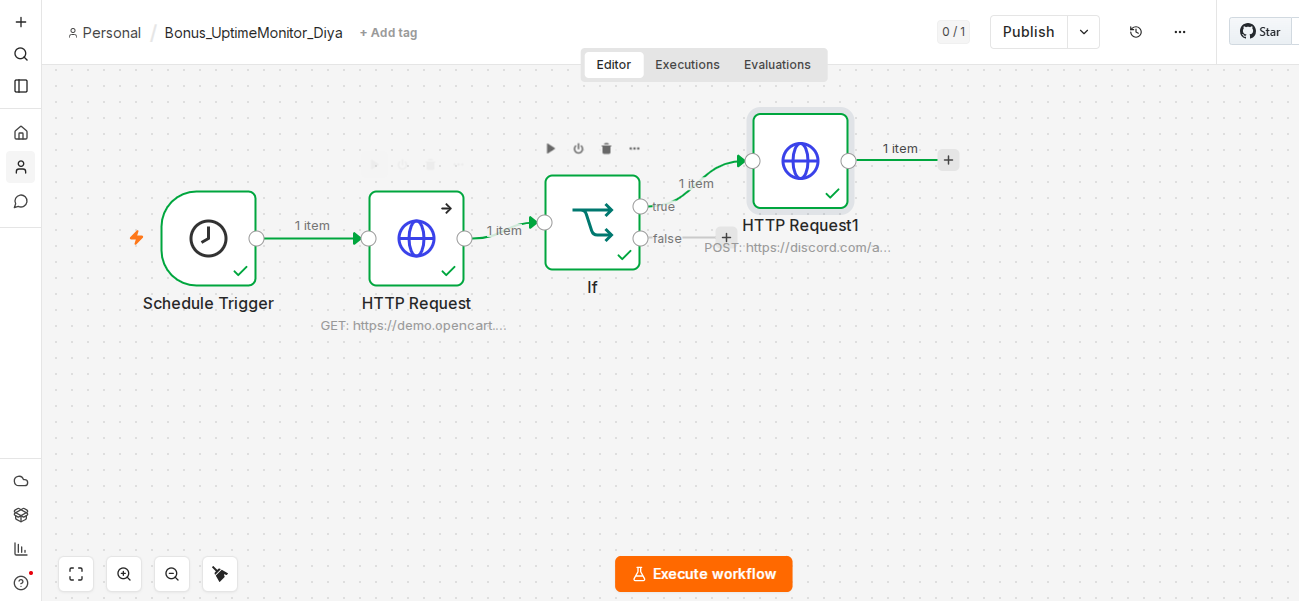 Personal / Bonus_UptimeMonitor_Diya + Add tag
0 / 1
Publish
Star
Editor Executions Evaluations
1 item
1 item
1 item
1 item
true
false
Schedule Trigger
HTTP Request
GET: https://demo.opencart....
If
HTTP Request1
POST: https://discord.com/a...
Execute workflow